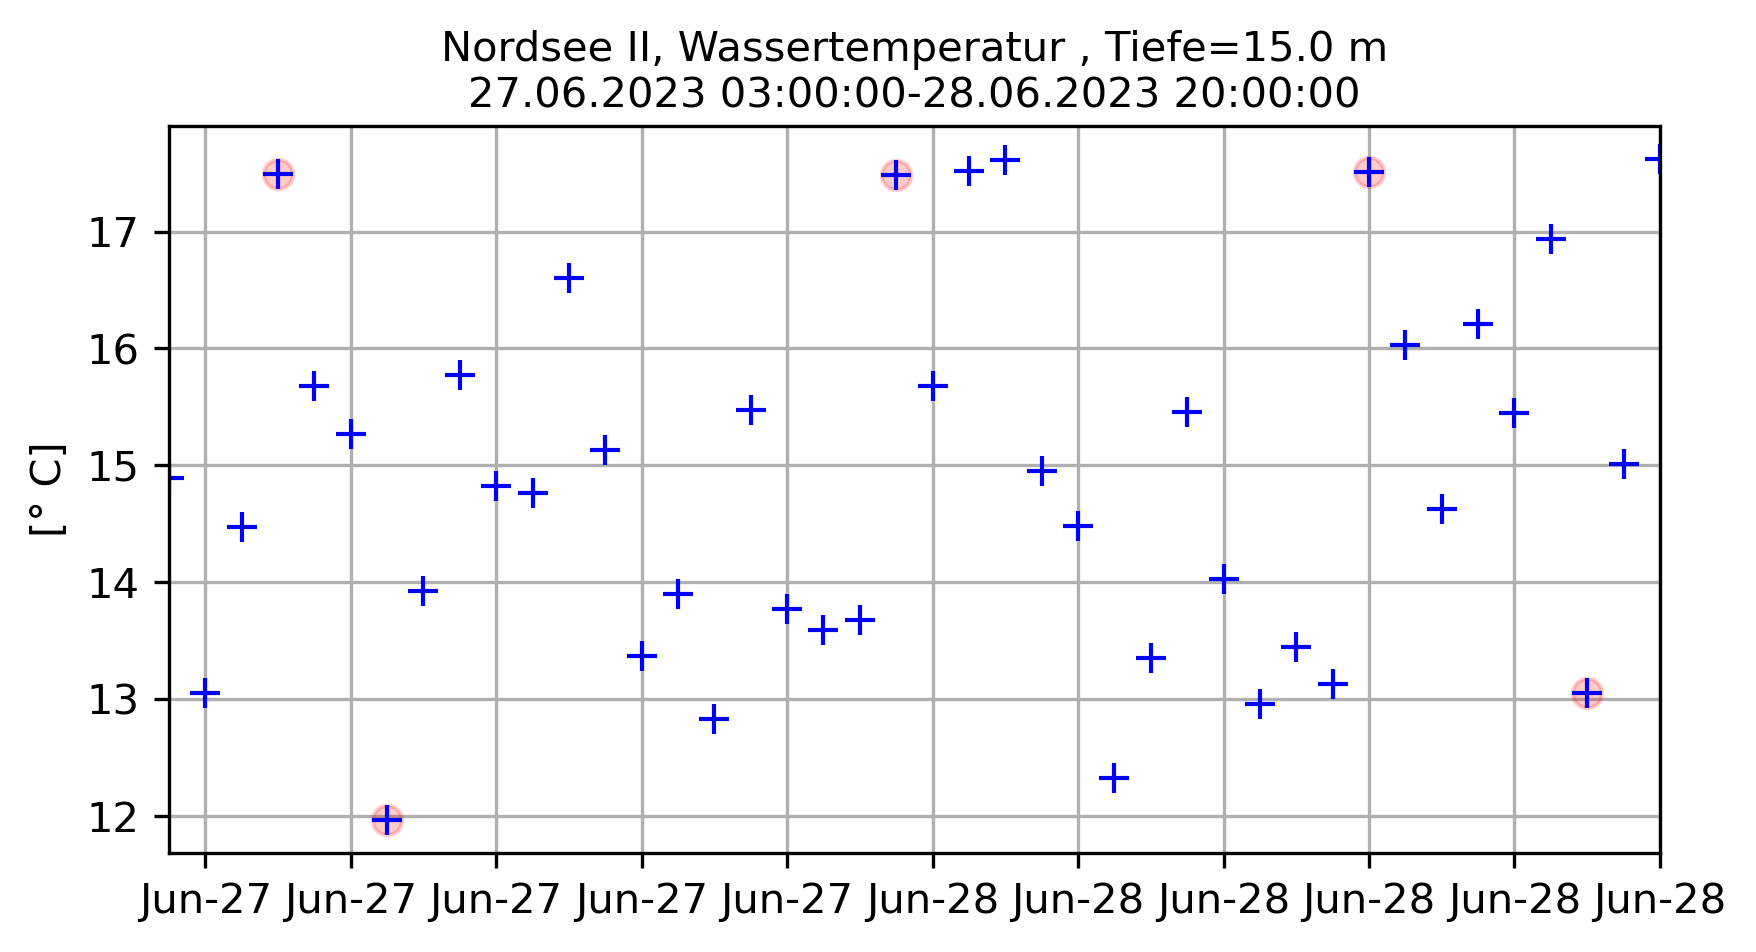 Nordsee II, Wassertemperatur , Tiefe=15.0 m
27.06.2023 03:00:00-28.06.2023 20:00:00
[° C]
17
16
15
14
13
12
Jun-27 Jun-27 Jun-27 Jun-27 Jun-27 Jun-28 Jun-28 Jun-28 Jun-28 Jun-28 Jun-28